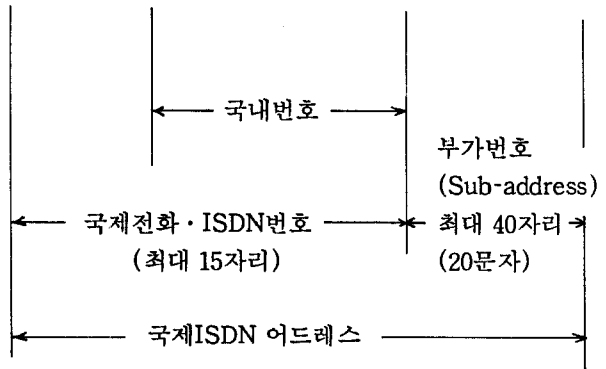 국내번호
부가번호
(Sub-address)
국제전화·ISDN번호
최대 40자리
(최대 15자리)
(20문자)
국제ISDN 어드레스